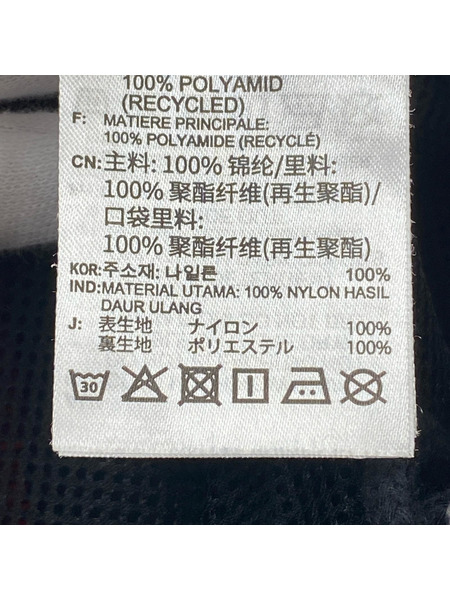 100% POLYAMID
(RECYCLED)
F: MATIERE PRINCIPALE:
100% POLYAMIDE (RECYCLÉ)
CN: 主料: 100% 锦纶/里料:
100% 聚酯纤维(再生聚酯)/
口袋里料:
100% 聚酯纤维(再生聚酯)
KOR: 주소재: 나일론 100%
IND: MATERIAL UTAMA: 100% NYLON HASIL
DAUR ULANG
J: 表生地 ナイロン 100%
裏生地 ポリエステル 100%
30